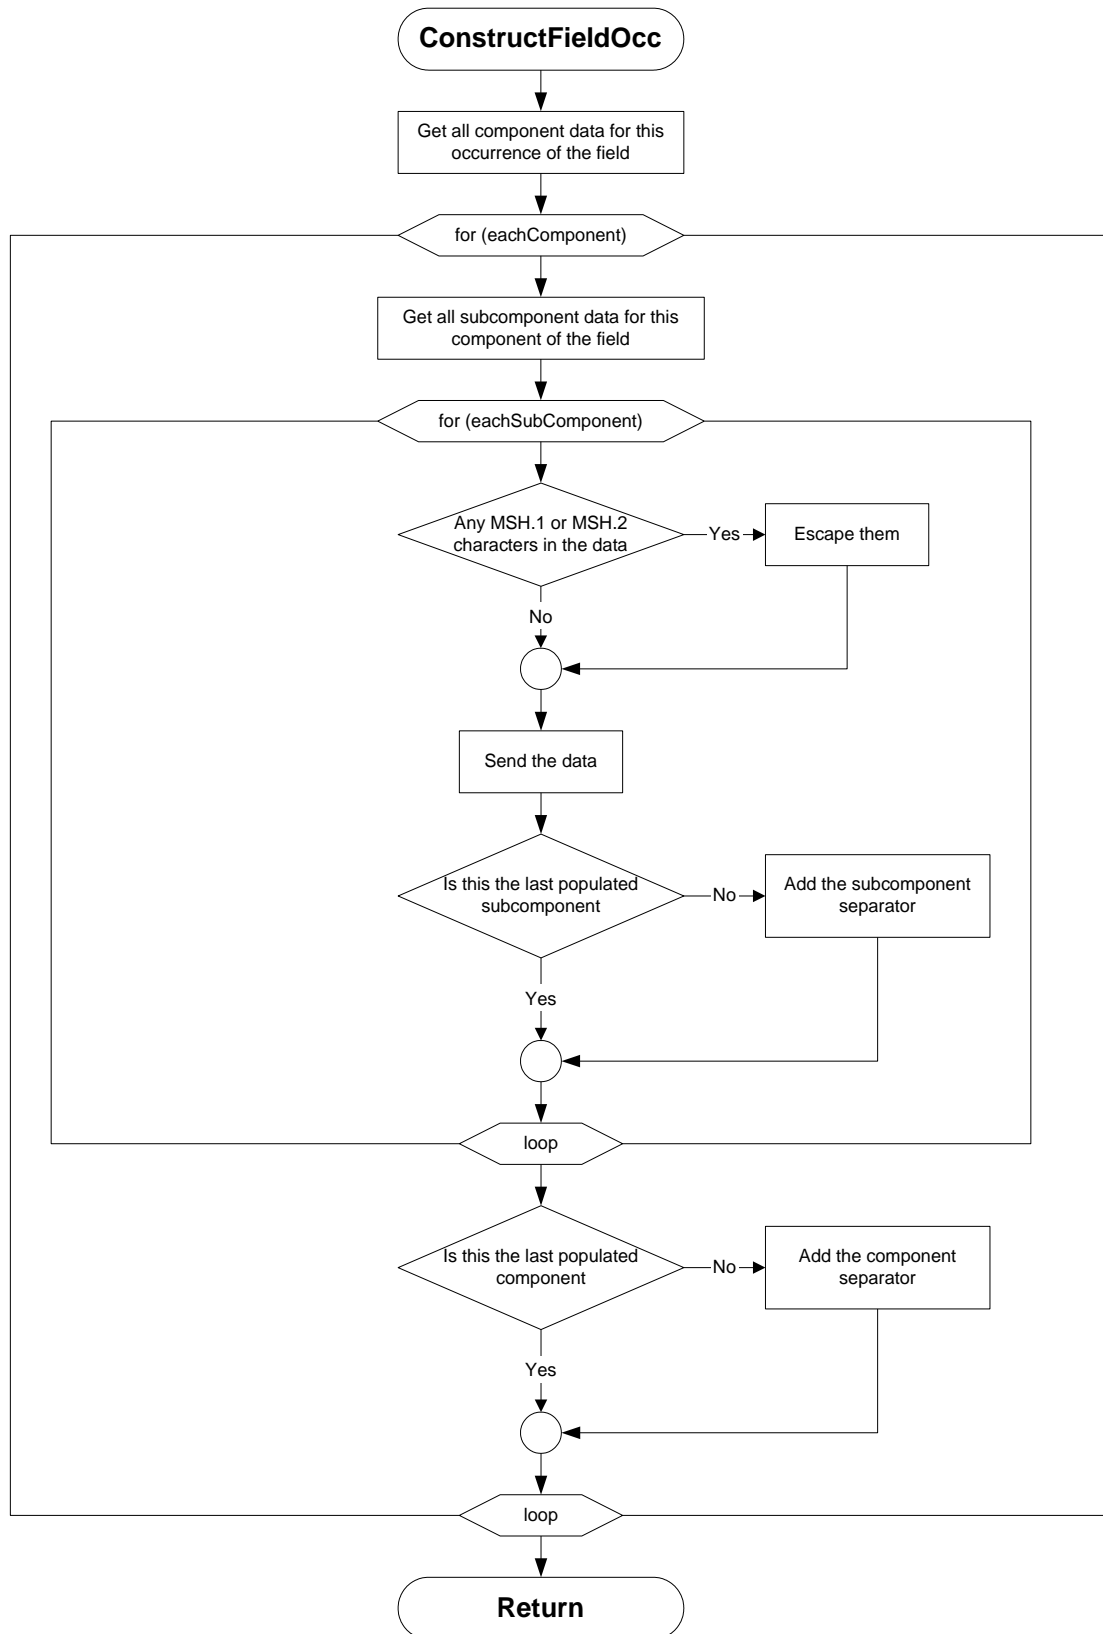 ConstructFieldOcc
Get all component data for this
occurrence of the field
for (eachComponent)
Get all subcomponent data for this
component of the field
for (eachSubComponent)
Any MSH.1 or MSH.2
characters in the data
Yes
Escape them
No
Send the data
Is this the last populated
subcomponent
No
Add the subcomponent
separator
Yes
loop
Is this the last populated
component
No
Add the component
separator
Yes
loop
Return